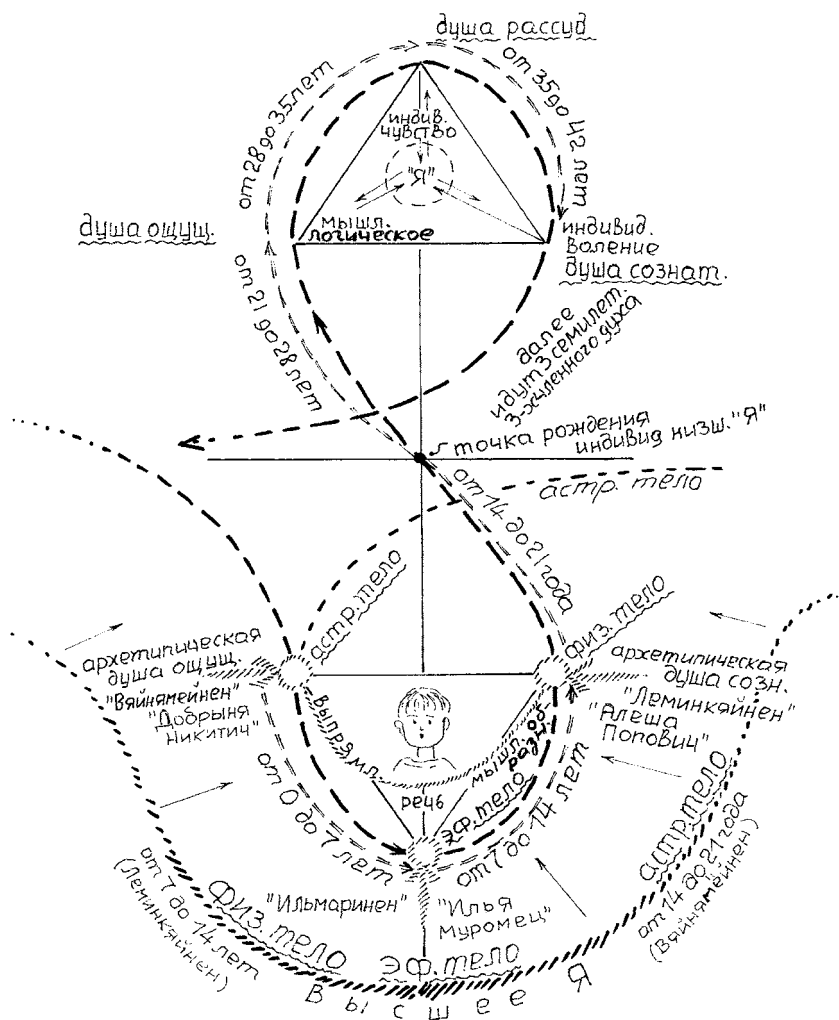 душа рассуд.
от 28 до 35 лет
от 35 до 42 лет
индив.
чувство
"Я"
мышл.
логическое
душа ощущ.
индивид.
воление
душа сознат.
от 21 до 28 лет
далее
идут 3 семилет.
3-хчленного духа
точка рождения
индивид низш. "Я"
от 14 до 21 года
астр. тело
астр. тело
физ. тело
архетипическая
душа ощущ.
"Вяйнямейнен"
"Добрыня
Никитич"
архетипическая
душа созн.
"Леминкяйнен"
"Алеша
Попович"
выпрямл.
речь
мышл. об
разн.
эф. тело
от 0 до 7 лет
от 7 до 14 лет
"Ильмаринен"
"Илья
Муромец"
физ. тело
от 7 до 14 лет
(Леминкяйнен)
эф. тело
астр. тело
от 14 до 21 года
(Вяйнямейнен)
Высшее Я